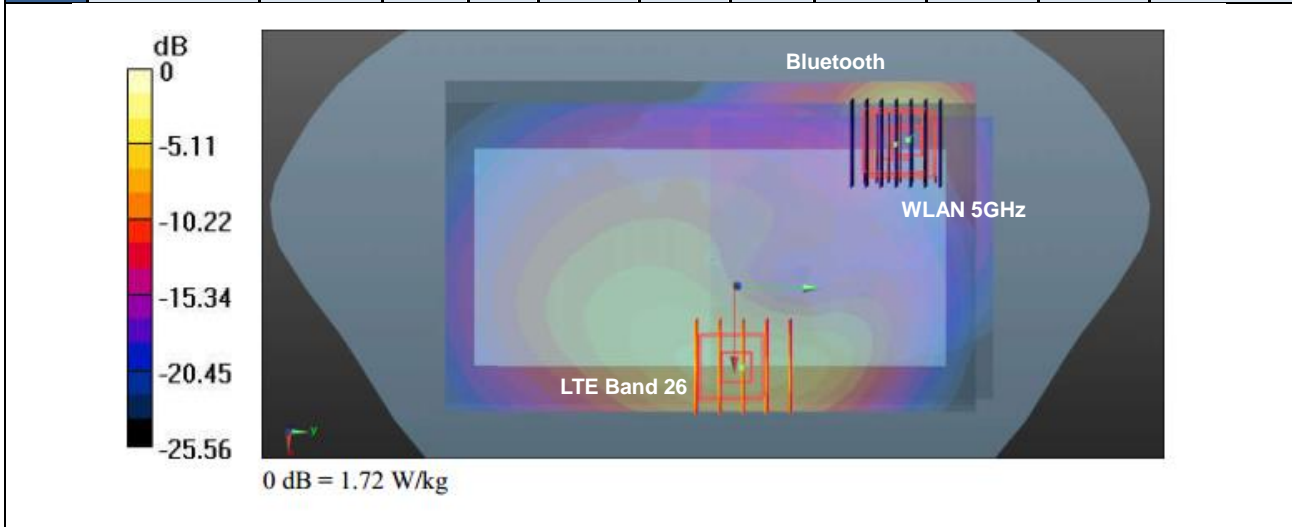 dB
0
-5.11
-10.22
-15.34
-20.45
-25.56
Bluetooth
WLAN 5GHz
LTE Band 26
y
0 dB = 1.72 W/kg